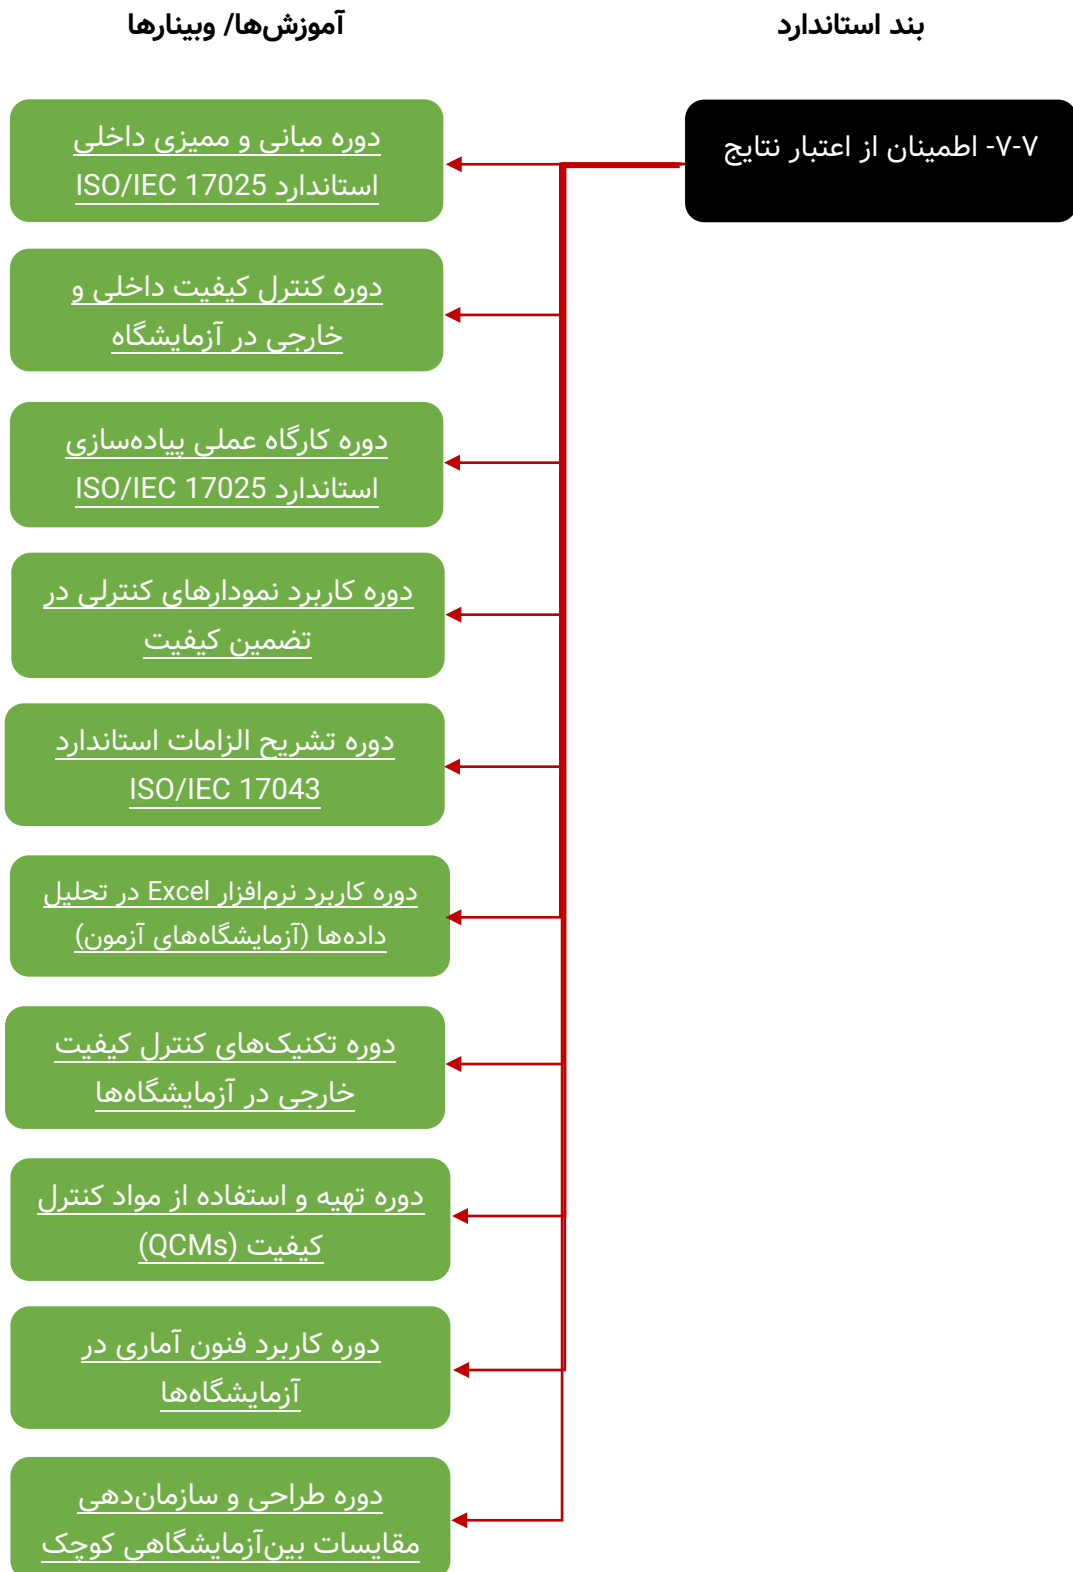 بند استاندارد
آموزش‌ها/ وبینارها
۷-۷- اطمینان از اعتبار نتایج
دوره مبانی و ممیزی داخلی
استاندارد ISO/IEC 17025
دوره کنترل کیفیت داخلی و
خارجی در آزمایشگاه
دوره کارگاه عملی پیاده‌سازی
استاندارد ISO/IEC 17025
دوره کاربرد نمودارهای کنترلی در
تضمین کیفیت
دوره تشریح الزامات استاندارد
ISO/IEC 17043
دوره کاربرد نرم‌افزار Excel در تحلیل
داده‌ها (آزمایشگاه‌های آزمون)
دوره تکنیک‌های کنترل کیفیت
خارجی در آزمایشگاه‌ها
دوره تهیه و استفاده از مواد کنترل
کیفیت (QCMs)
دوره کاربرد فنون آماری در
آزمایشگاه‌ها
دوره طراحی و سازمان‌دهی
مقایسات بین‌آزمایشگاهی کوچک